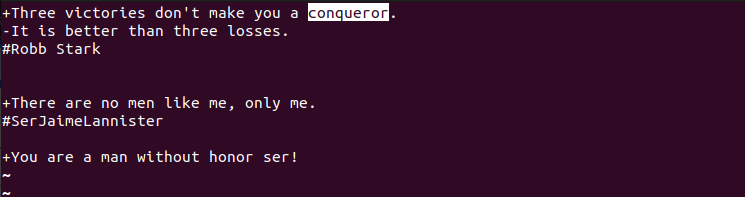 +Three victories don't make you a conqueror.
-It is better than three losses.
#Robb Stark
+There are no men like me, only me.
#SerJaimeLannister
+You are a man without honor ser!
~
~